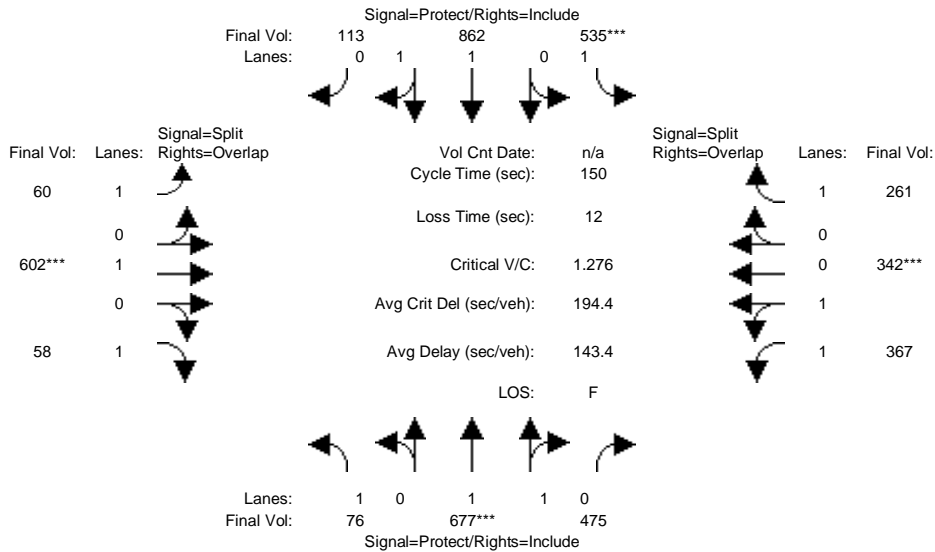 Signal=Protect/Rights=Include
Final Vol: 113 862 535***
Lanes: 0 1 1 0 1
Signal=Split
Final Vol: Lanes: Rights=Overlap
Vol Cnt Date: n/a
Signal=Split
Rights=Overlap Lanes: Final Vol:
Cycle Time (sec): 150
60 1
1 261
Loss Time (sec): 12
0
0
602*** 1
Critical V/C: 1.276
0 342***
0
Avg Crit Del (sec/veh): 194.4
1
58 1
Avg Delay (sec/veh): 143.4
1 367
LOS: F
Lanes: 1 0 1 1 0
Final Vol: 76 677*** 475
Signal=Protect/Rights=Include